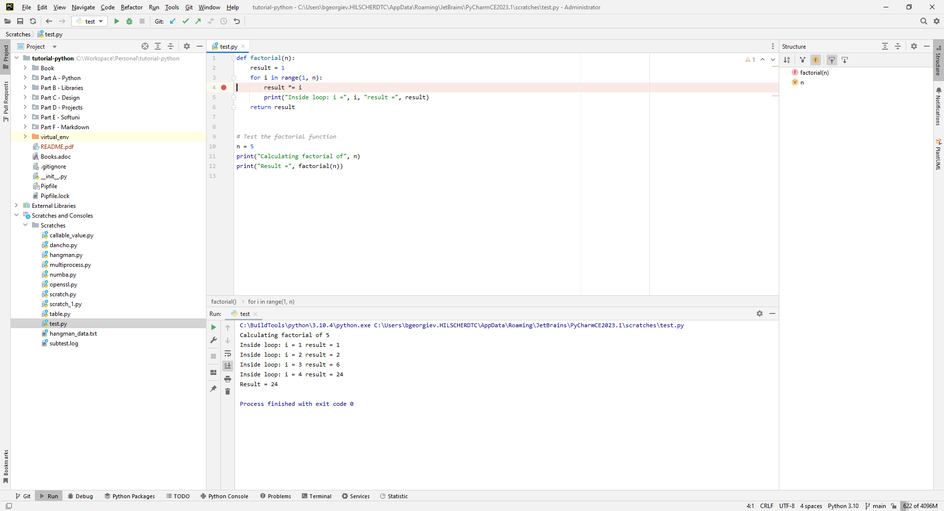 File Edit View Navigate Code Refactor Run Tools Git Window Help tutorial-python - C:\Users\bgeorgiev.HILSCHERDTC\AppData\Roaming\JetBrains\PyCharmCE2023.1\scratches\test.py - Administrator
test Git:
Scratches test.py
Project
test.py
Structure
tutorial-python C:\Workspace\Personal\tutorial-python
Book
Part A - Python
Part B - Libraries
Part C - Design
Part D - Projects
Part E - Softuni
Part F - Markdown
virtual_env
README.pdf
Books.adoc
.gitignore
__init__.py
Pipfile
Pipfile.lock
External Libraries
Scratches and Consoles
Scratches
callable_value.py
dancho.py
hangman.py
multiprocess.py
numba.py
openssl.py
scratch.py
scratch_1.py
table.py
test.py
hangman_data.txt
subtest.log
1 def factorial(n):
2 result = 1
3 for i in range(1, n):
4 result *= i
5 print("Inside loop: i =", i, "result =", result)
6 return result
7
8
9 # Test the factorial function
10 n = 5
11 print("Calculating factorial of", n)
12 print("Result =", factorial(n))
13
1
factorial() for i in range(1, n)
factorial(n)
n
Run: test
C:\BuildTools\python\3.10.4\python.exe C:\Users\bgeorgiev.HILSCHERDTC\AppData\Roaming\JetBrains\PyCharmCE2023.1\scratches\test.py
Calculating factorial of 5
Inside loop: i = 1 result = 1
Inside loop: i = 2 result = 2
Inside loop: i = 3 result = 6
Inside loop: i = 4 result = 24
Result = 24
Process finished with exit code 0
Project
Pull Requests
Bookmarks
Structure
Notifications
PlantUML
Git Run Debug Python Packages TODO Python Console Problems Terminal Services Statistic
4:1 CRLF UTF-8 4 spaces Python 3.10 main 622 of 4096M